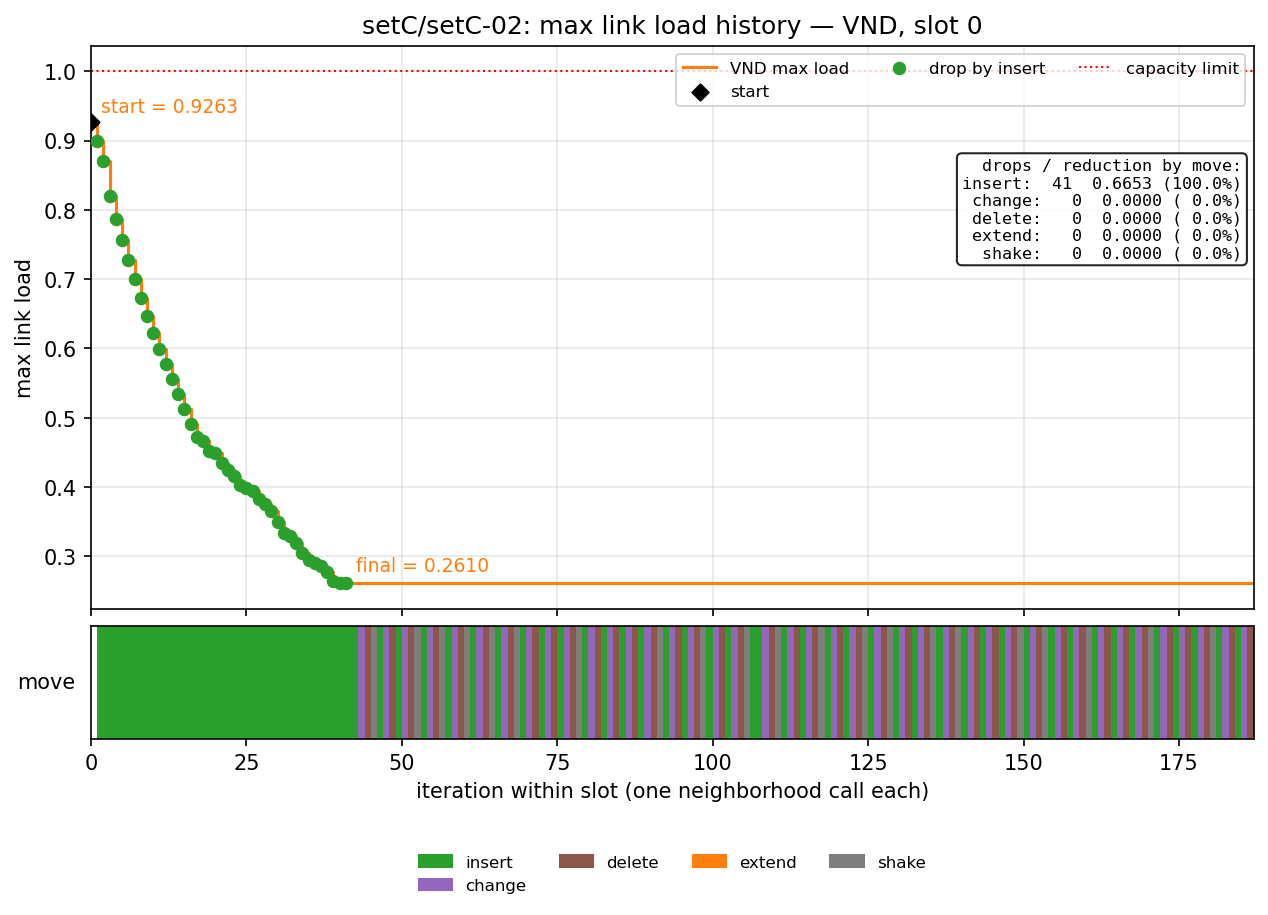 setC/setC-02: max link load history — VND, slot 0
max link load
1.0
0.9
0.8
0.7
0.6
0.5
0.4
0.3
start = 0.9263
final = 0.2610
VND max load
start
drop by insert
capacity limit
drops / reduction by move:
insert:  41  0.6653 (100.0%)
change:   0  0.0000 (  0.0%)
delete:   0  0.0000 (  0.0%)
extend:   0  0.0000 (  0.0%)
shake:   0  0.0000 (  0.0%)
move
0 25 50 75 100 125 150 175
iteration within slot (one neighborhood call each)
insert delete extend shake
change